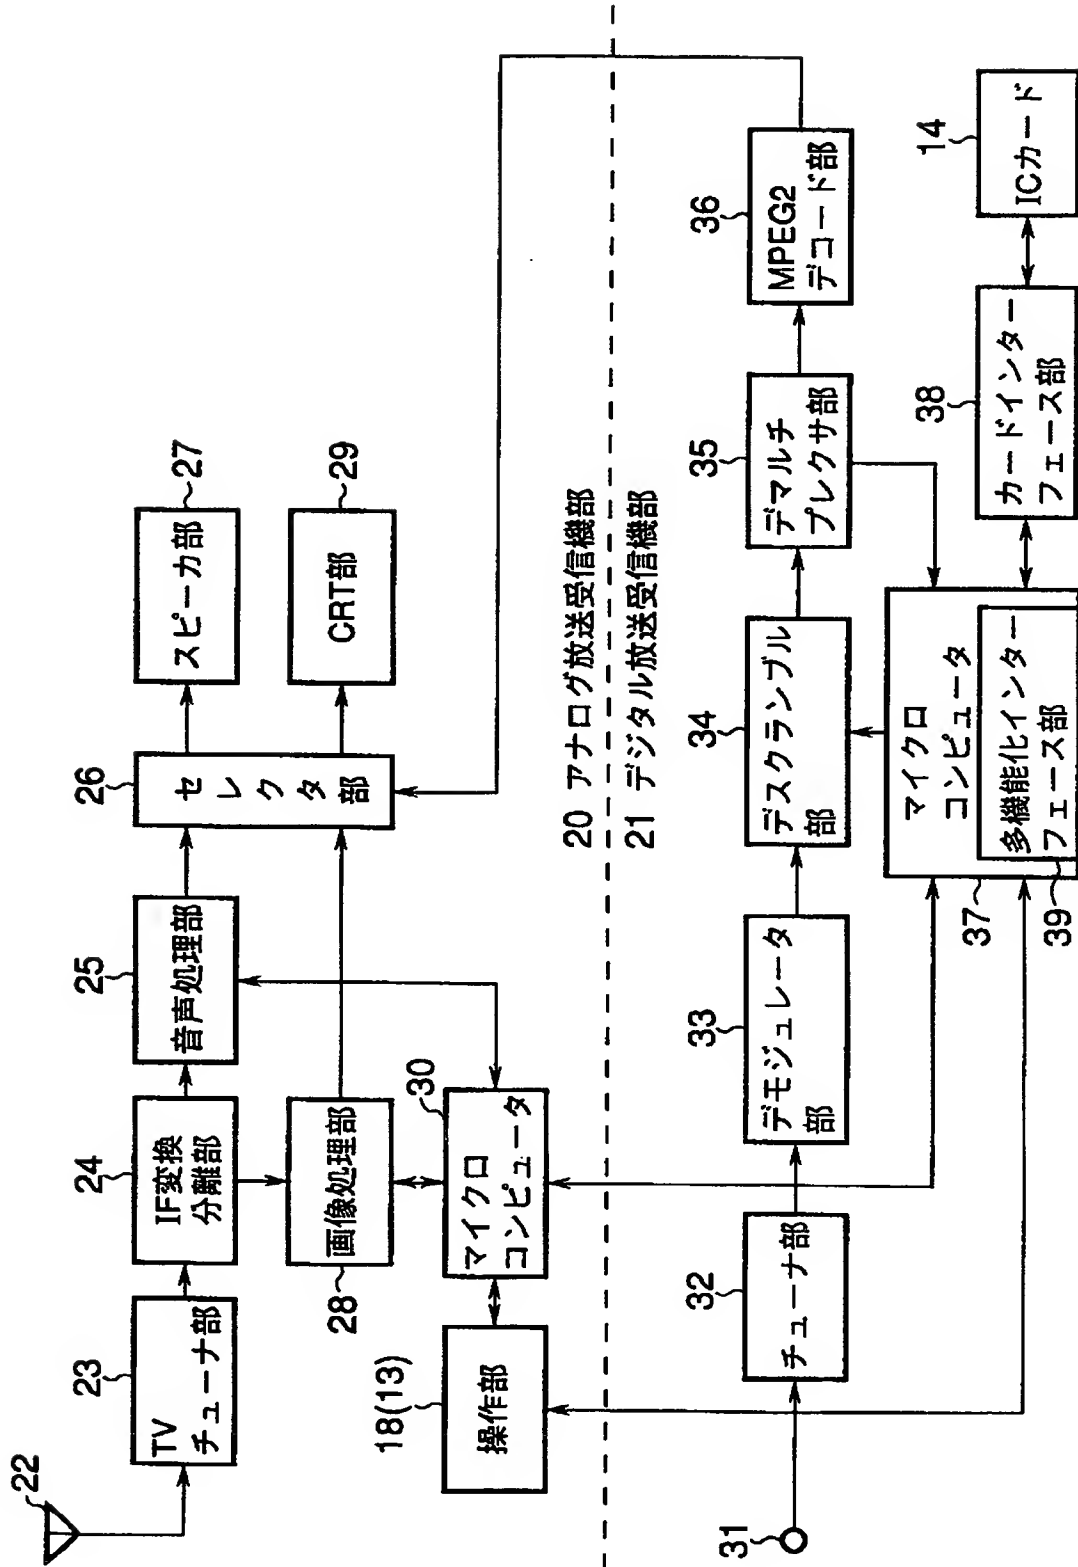 22
23
TV
チューナ部
24
IF変換
分離部
25
音声処理部
26
セレクタ部
27
スピーカ部
28
画像処理部
29
CRT部
30
マイクロ
コンピュータ
18(13)
操作部
20 アナログ放送受信機部
21 デジタル放送受信機部
31
32
チューナ部
33
デモジュレータ
部
34
デスクランブル
部
35
デマルチ
プレクサ部
36
MPEG2
デコード部
37
マイクロ
コンピュータ
39
多機能化インター
フェース部
38
カードインター
フェース部
14
ICカード